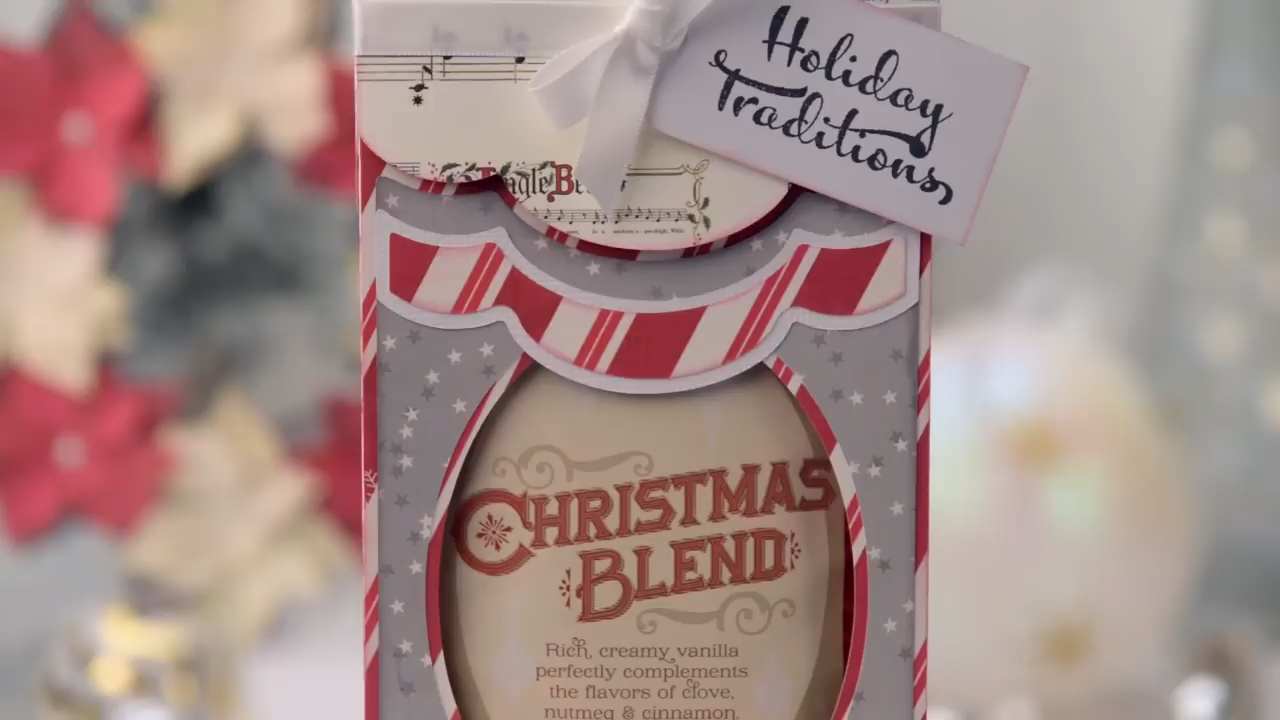 Holiday
Traditions
CHRISTMAS
BLEND
Rich, creamy vanilla
perfectly complements
the flavors of clove,
nutmeg & cinnamon.